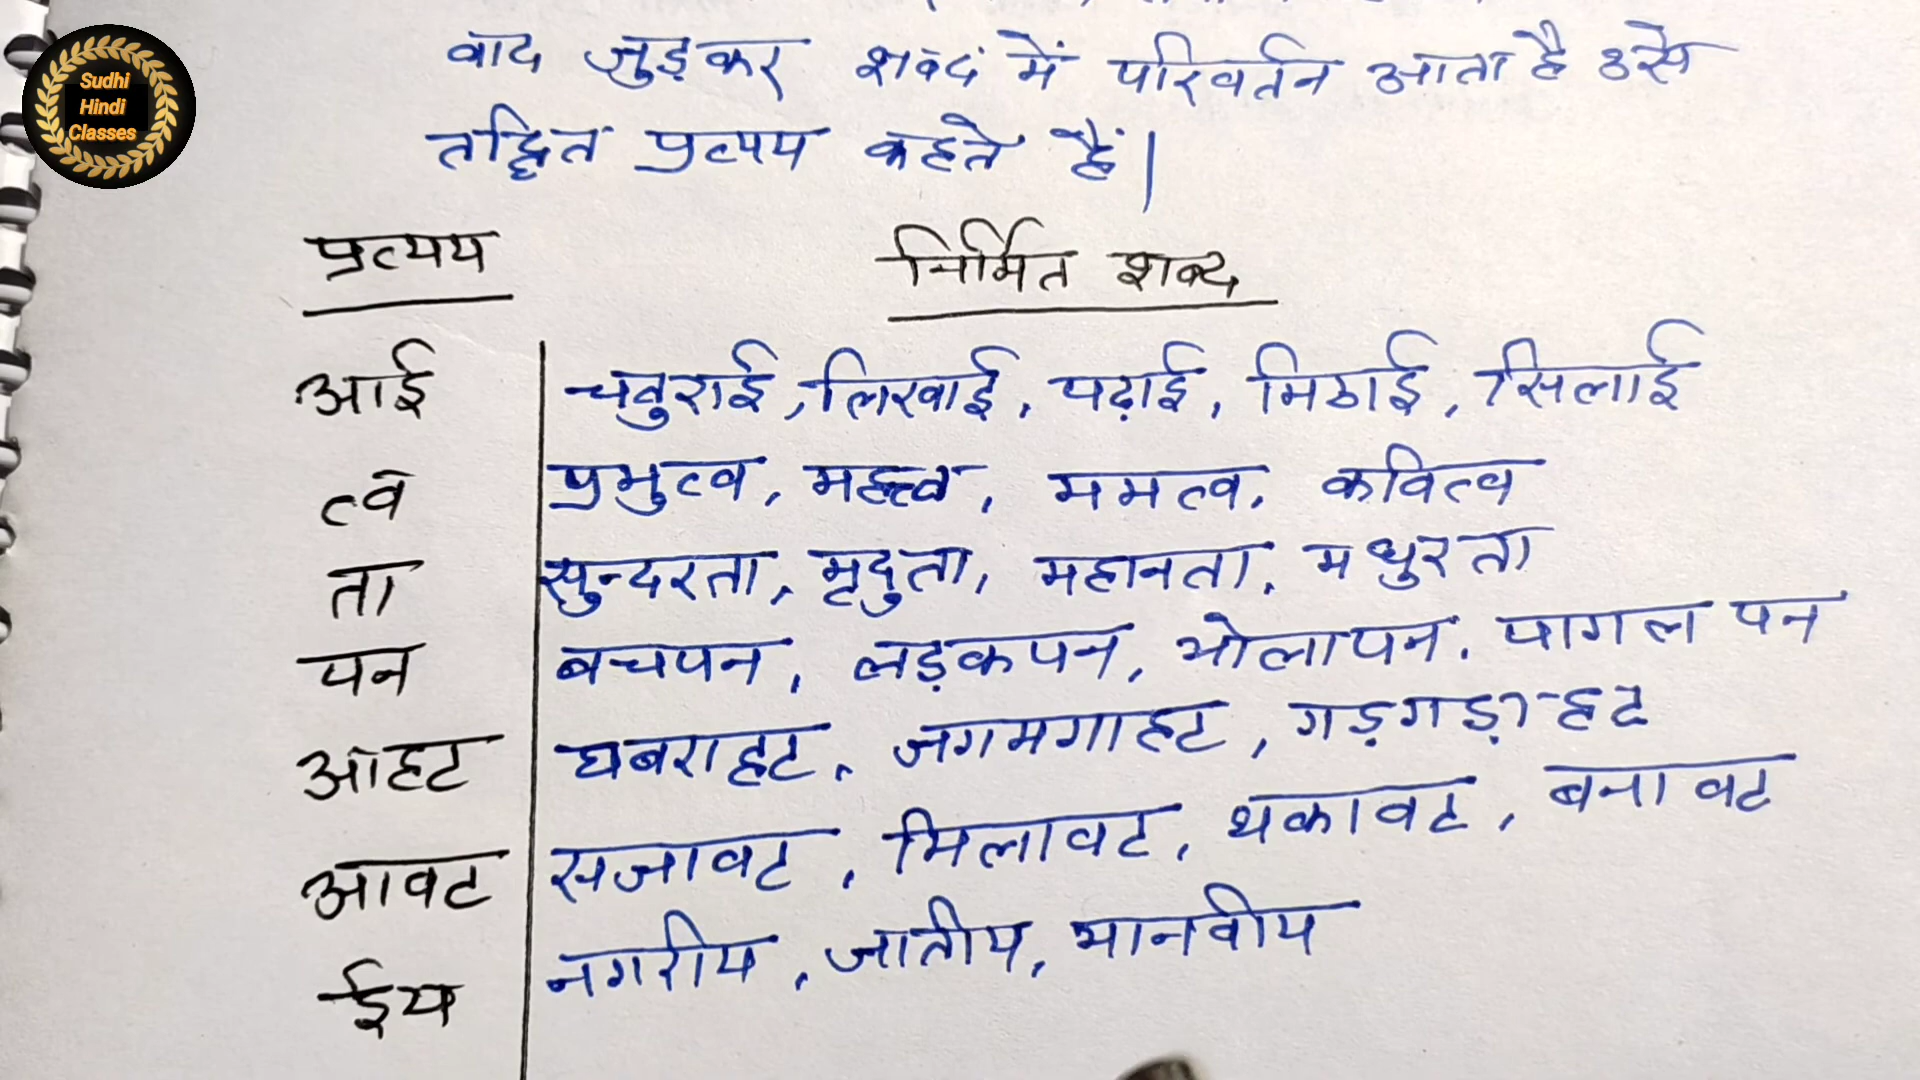 Sudhi
Hindi
Classes
वाद जुड़कर शब्द में परिवर्तन आता है उसे
तद्धित प्रत्यय कहते हैं|
प्रत्यय निर्मित शब्द
आई चतुराई, लिखाई, पढ़ाई, मिठाई, सिलाई
त्व प्रभुत्व, महत्व, ममत्व, कवित्व
ता सुन्दरता, मृदुता, महानता, मधुरता
पन बचपन, लड़कपन, भोलापन, पागलपन
आहट घबराहट, जगमगाहट, गड़गड़ाहट
आवट सजावट, मिलावट, थकावट, बनावट
ईय नगरीय, जातीय, मानवीय